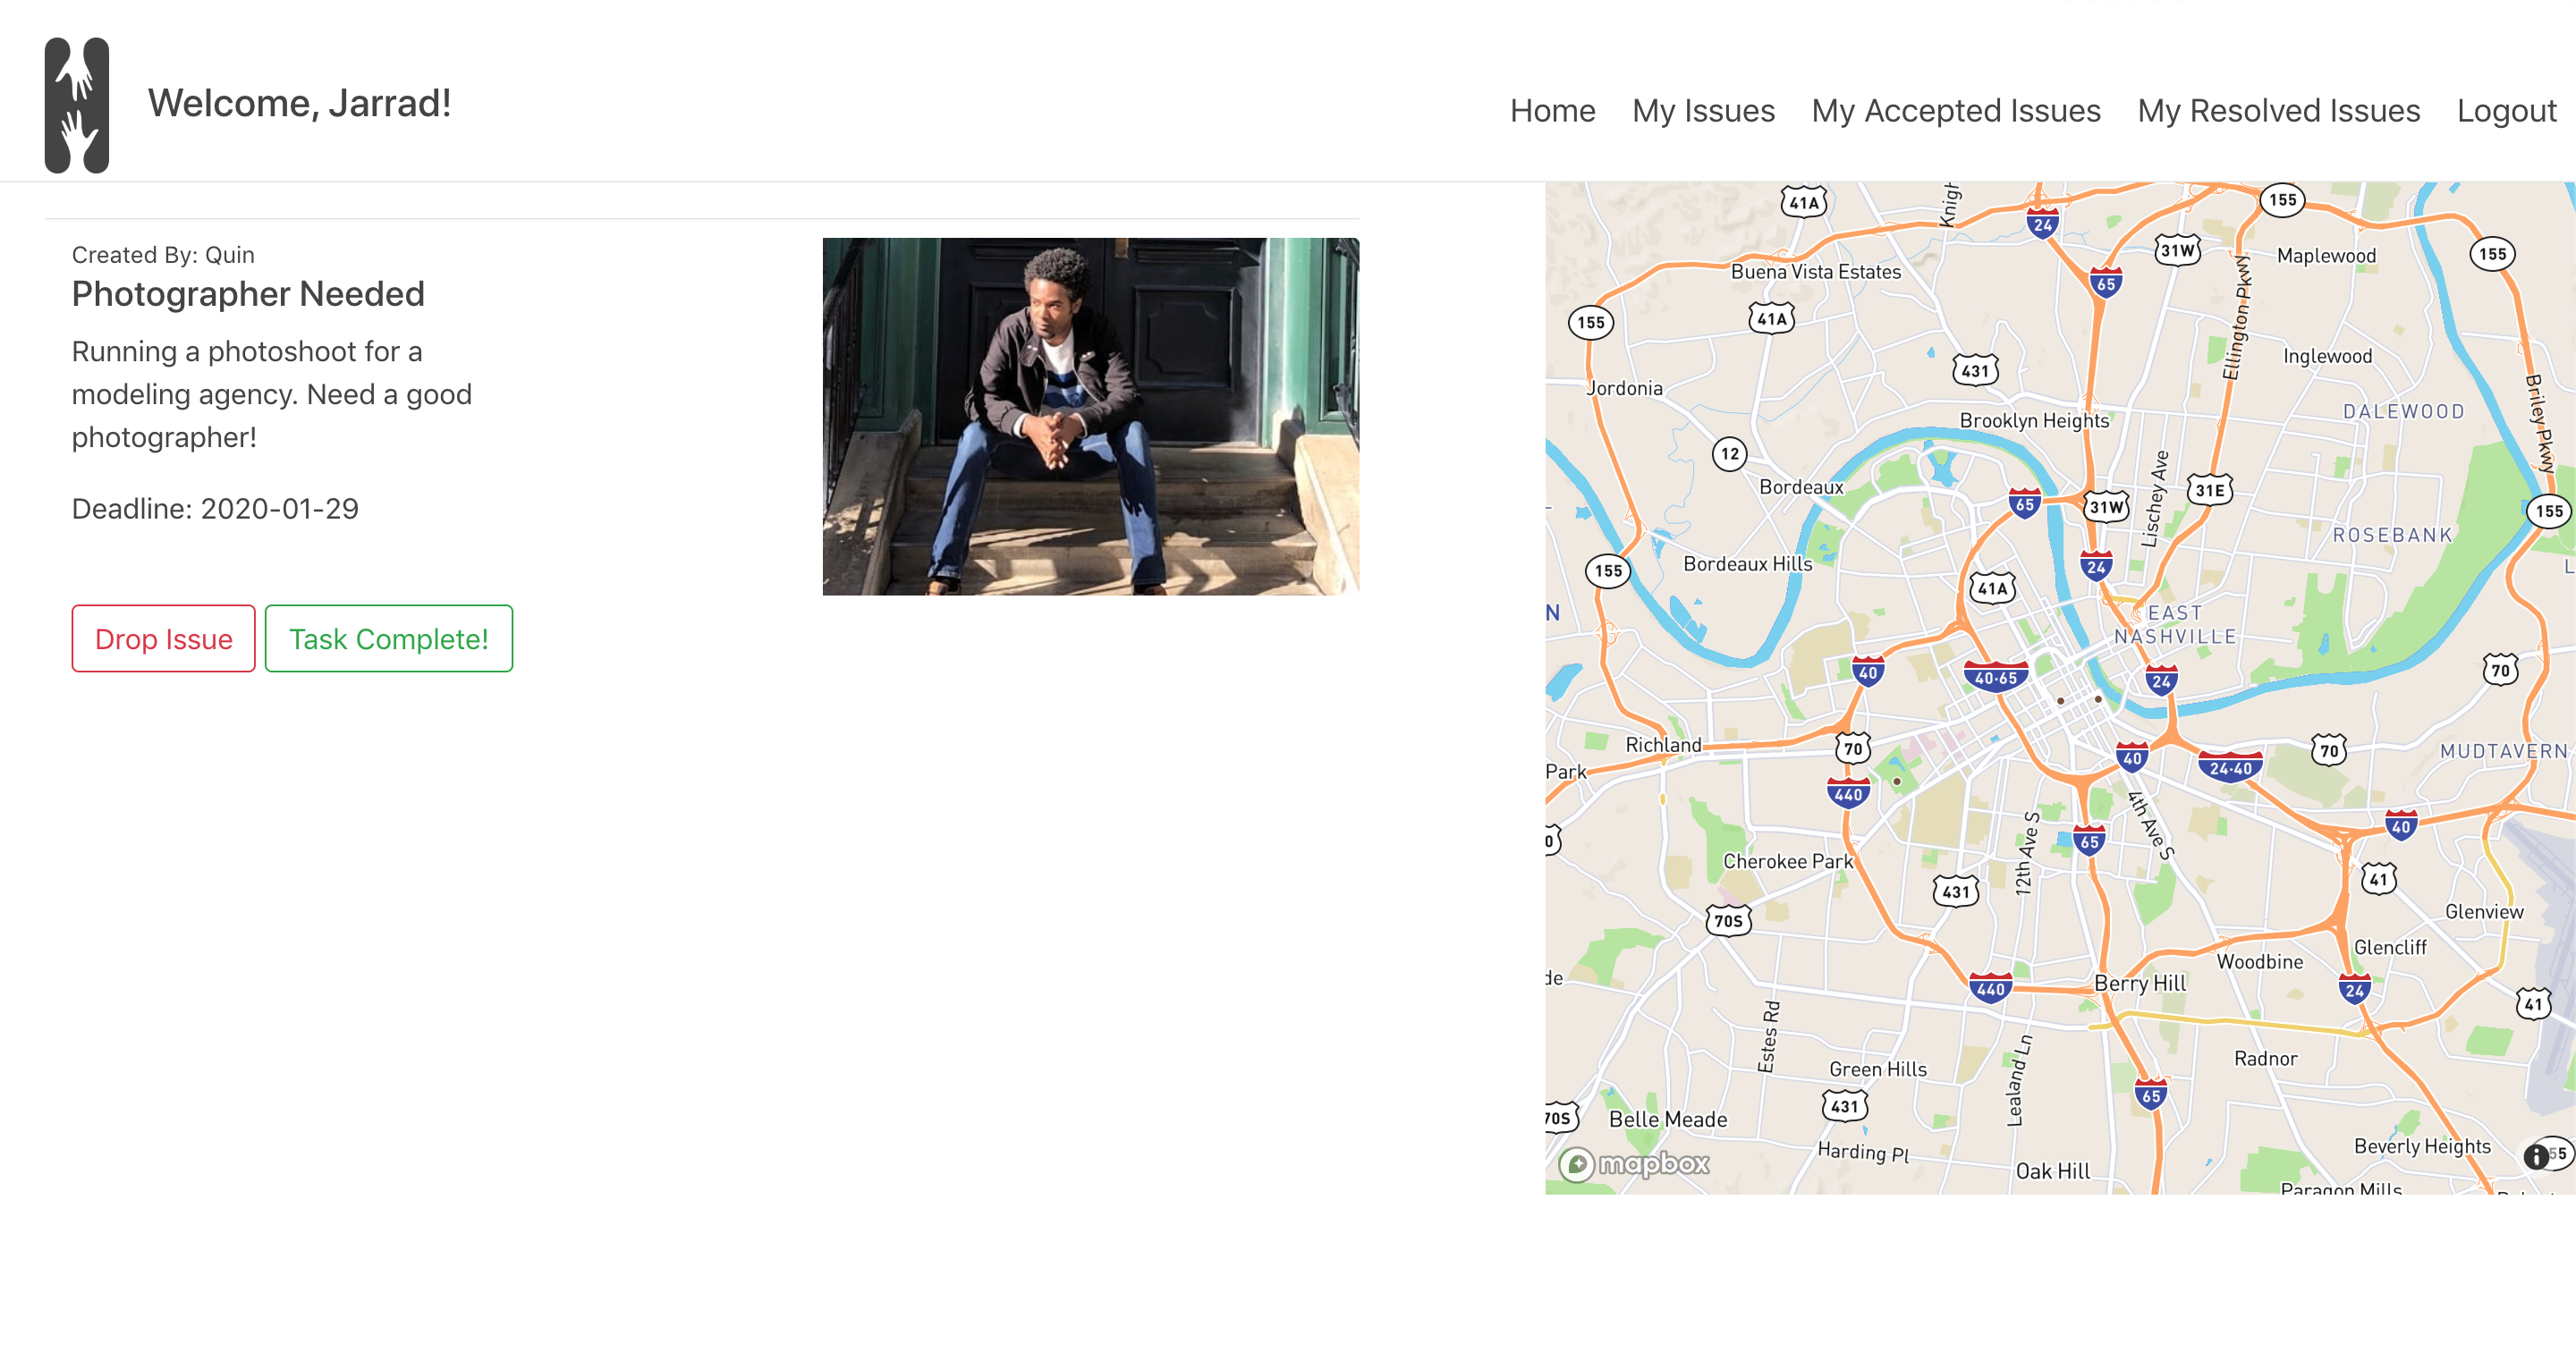 Welcome, Jarrad!
Home My Issues My Accepted Issues My Resolved Issues Logout
Created By: Quin
Photographer Needed
Running a photoshoot for a
modeling agency. Need a good
photographer!
Deadline: 2020-01-29
Drop Issue Task Complete!
41A
Knigh
24
155
31W
Maplewood
155
Buena Vista Estates
65
41A
155
Ellington Pkwy
Inglewood
431
Jordonia
Briley Pkwy
DALEWOOD
Brooklyn Heights
12
Lischey Ave
Bordeaux
65
31W
31E
155
ROSEBANK
Bordeaux Hills
155
24
41A
N
EAST
NASHVILLE
40
40-65
24
70
Richland
70
40
24-40
70
MUDTAVERN
Park
440
4th Ave S
40
65
12th Ave S
Cherokee Park
431
41
70S
Glenview
Glencliff
Woodbine
de
440
Berry Hill
24
41
Estes Rd
Lealand Ln
Radnor
Green Hills
65
431
70S
Belle Meade
Harding Pl
Beverly Heights
mapbox
Oak Hill
i
55
Paragon Mills